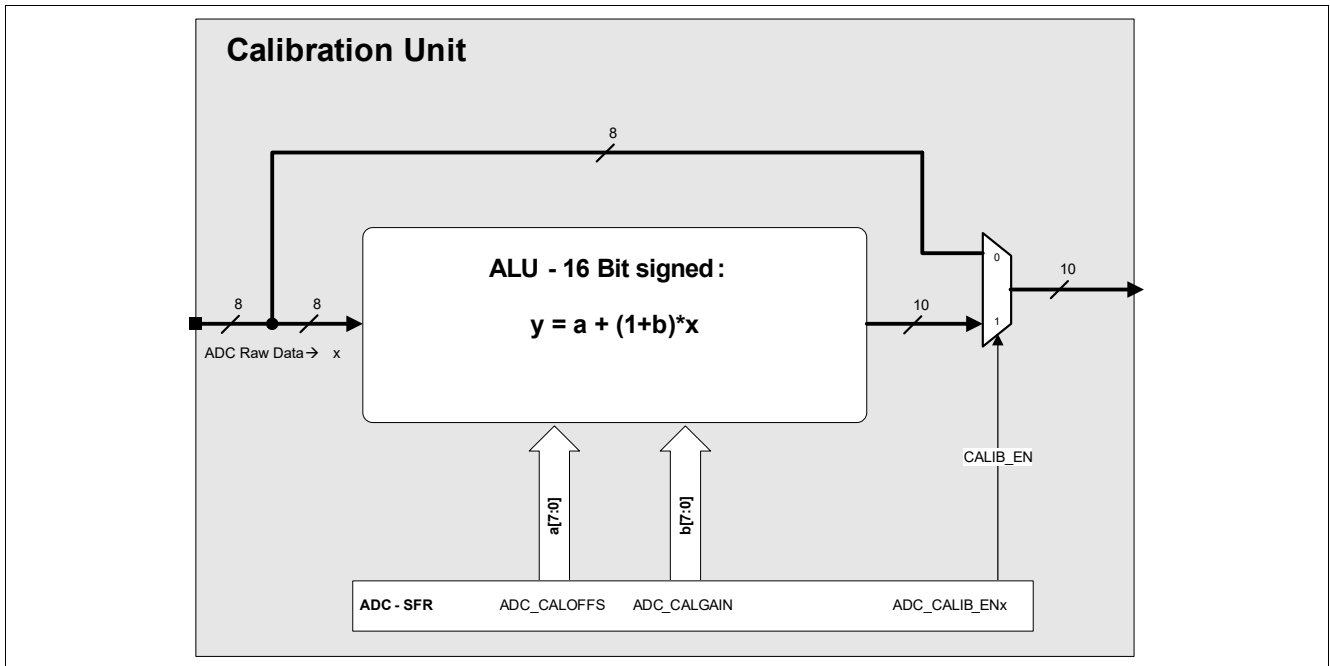 Calibration Unit
8
ALU - 16 Bit signed:
y = a + (1+b)*x
0
10
8
8
10
1
ADC Raw Data→ x
CALIB_EN
a[7:0]
b[7:0]
ADC - SFR
ADC_CALOFFS
ADC_CALGAIN
ADC_CALIB_ENx